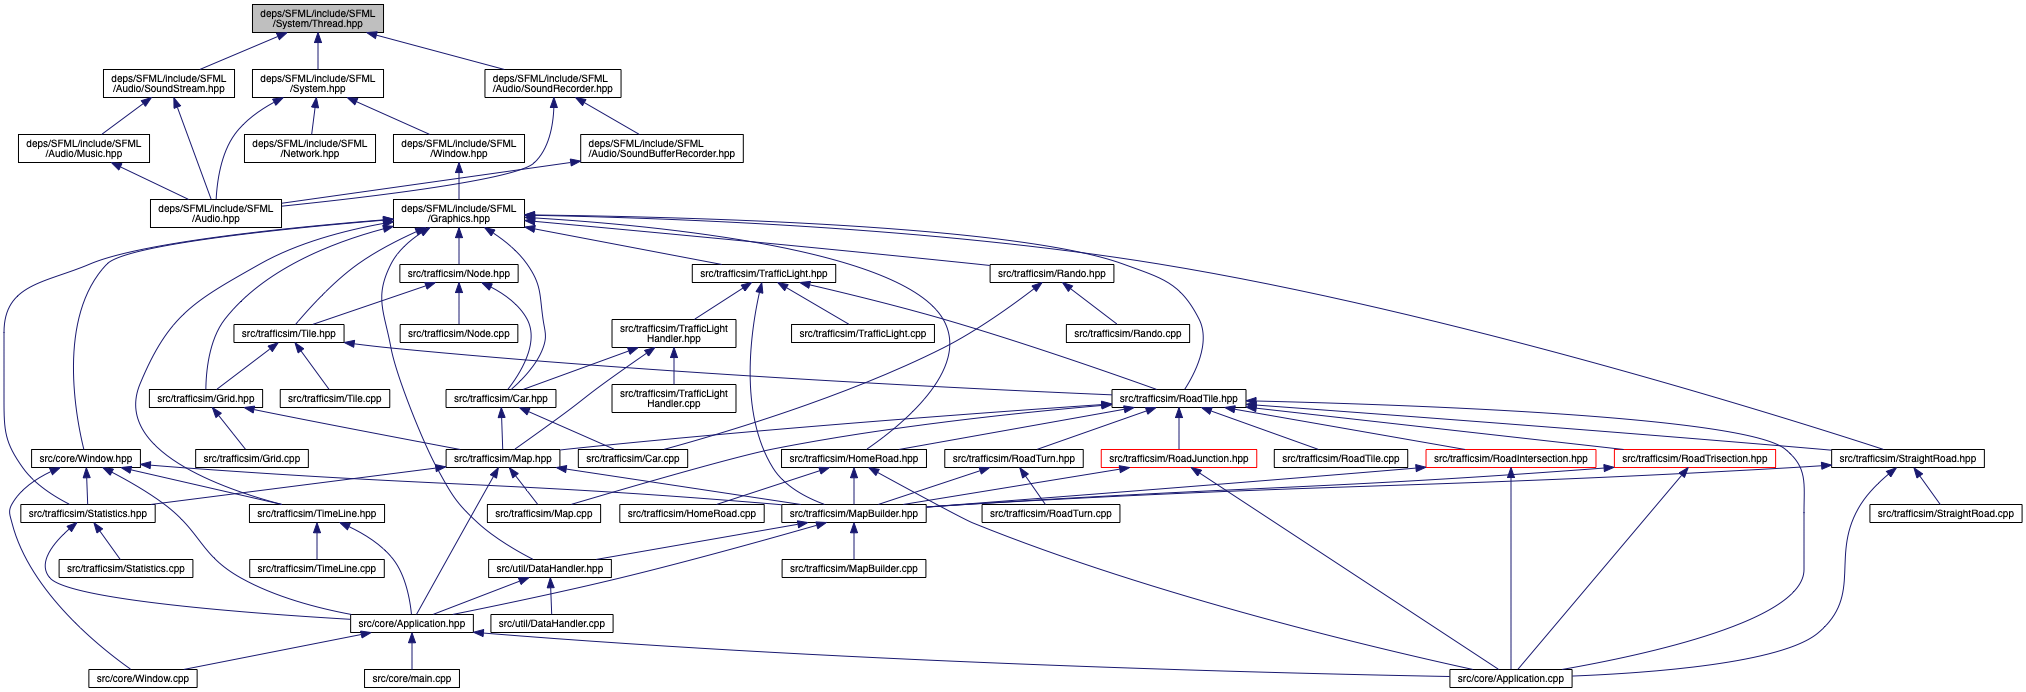 deps/SFML/include/SFML
/System/Thread.hpp
deps/SFML/include/SFML
/Audio/SoundStream.hpp
deps/SFML/include/SFML
/System.hpp
deps/SFML/include/SFML
/Audio/SoundRecorder.hpp
deps/SFML/include/SFML
/Audio/Music.hpp
deps/SFML/include/SFML
/Network.hpp
deps/SFML/include/SFML
/Window.hpp
deps/SFML/include/SFML
/Audio/SoundBufferRecorder.hpp
deps/SFML/include/SFML
/Audio.hpp
deps/SFML/include/SFML
/Graphics.hpp
src/trafficsim/Node.hpp
src/trafficsim/TrafficLight.hpp
src/trafficsim/Rando.hpp
src/trafficsim/Tile.hpp
src/trafficsim/Node.cpp
src/trafficsim/TrafficLight
Handler.hpp
src/trafficsim/TrafficLight.cpp
src/trafficsim/Rando.cpp
src/trafficsim/Grid.hpp
src/trafficsim/Tile.cpp
src/trafficsim/Car.hpp
src/trafficsim/TrafficLight
Handler.cpp
src/trafficsim/RoadTile.hpp
src/core/Window.hpp
src/trafficsim/Grid.cpp
src/trafficsim/Map.hpp
src/trafficsim/Car.cpp
src/trafficsim/HomeRoad.hpp
src/trafficsim/RoadTurn.hpp
src/trafficsim/RoadJunction.hpp
src/trafficsim/RoadTile.cpp
src/trafficsim/RoadIntersection.hpp
src/trafficsim/RoadTrisection.hpp
src/trafficsim/StraightRoad.hpp
src/trafficsim/Statistics.hpp
src/trafficsim/TimeLine.hpp
src/trafficsim/Map.cpp
src/trafficsim/HomeRoad.cpp
src/trafficsim/MapBuilder.hpp
src/trafficsim/RoadTurn.cpp
src/trafficsim/StraightRoad.cpp
src/trafficsim/Statistics.cpp
src/trafficsim/TimeLine.cpp
src/util/DataHandler.hpp
src/trafficsim/MapBuilder.cpp
src/core/Application.hpp
src/util/DataHandler.cpp
src/core/Window.cpp
src/core/main.cpp
src/core/Application.cpp